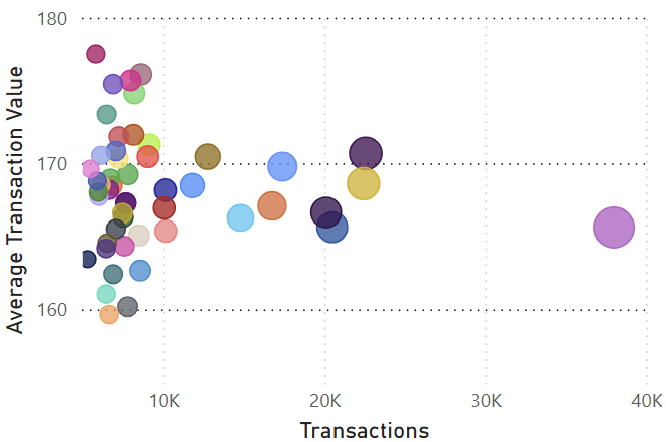 180
170
160
Average Transaction Value
10K
20K
30K
40K
Transactions